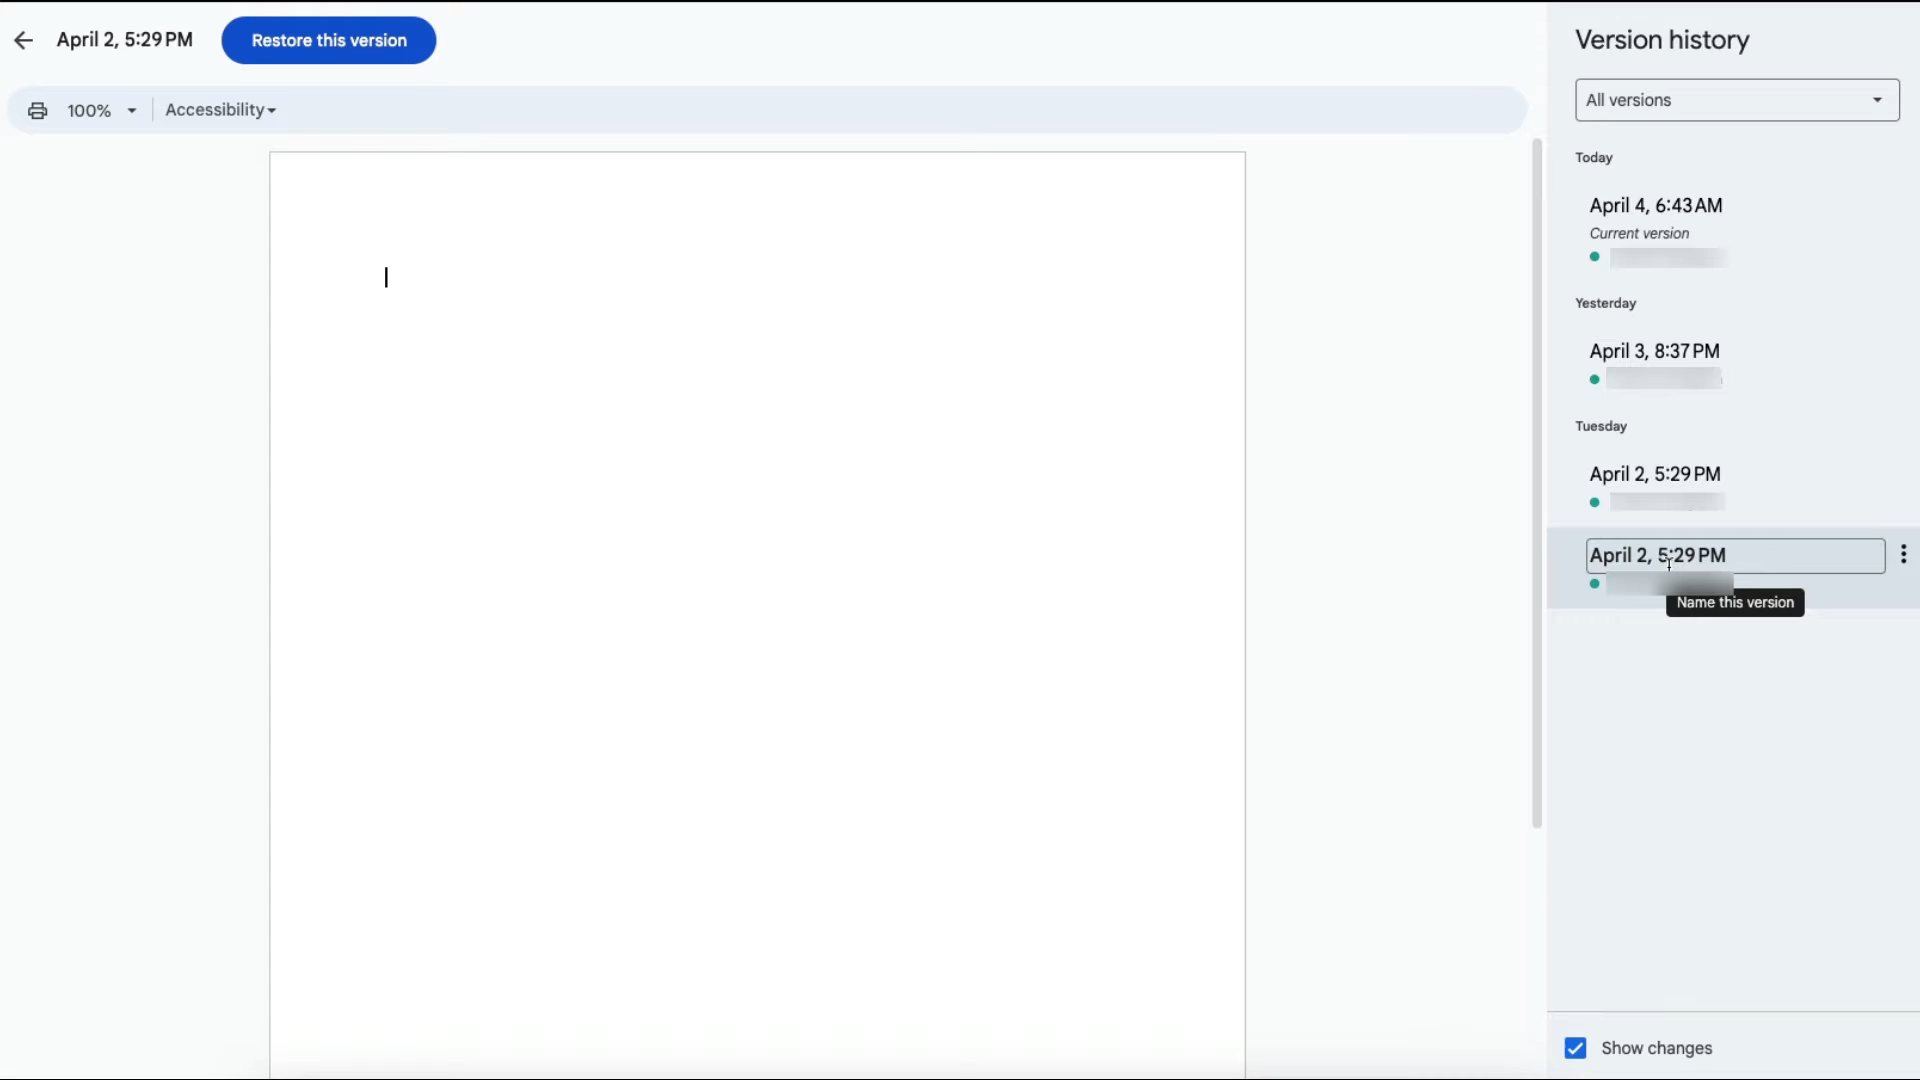 April 2, 5:29 PM
Restore this version
100%
Accessibility
Version history
All versions
Today
April 4, 6:43 AM
Current version
Yesterday
April 3, 8:37 PM
Tuesday
April 2, 5:29 PM
April 2, 5:29 PM
Name this version
Show changes